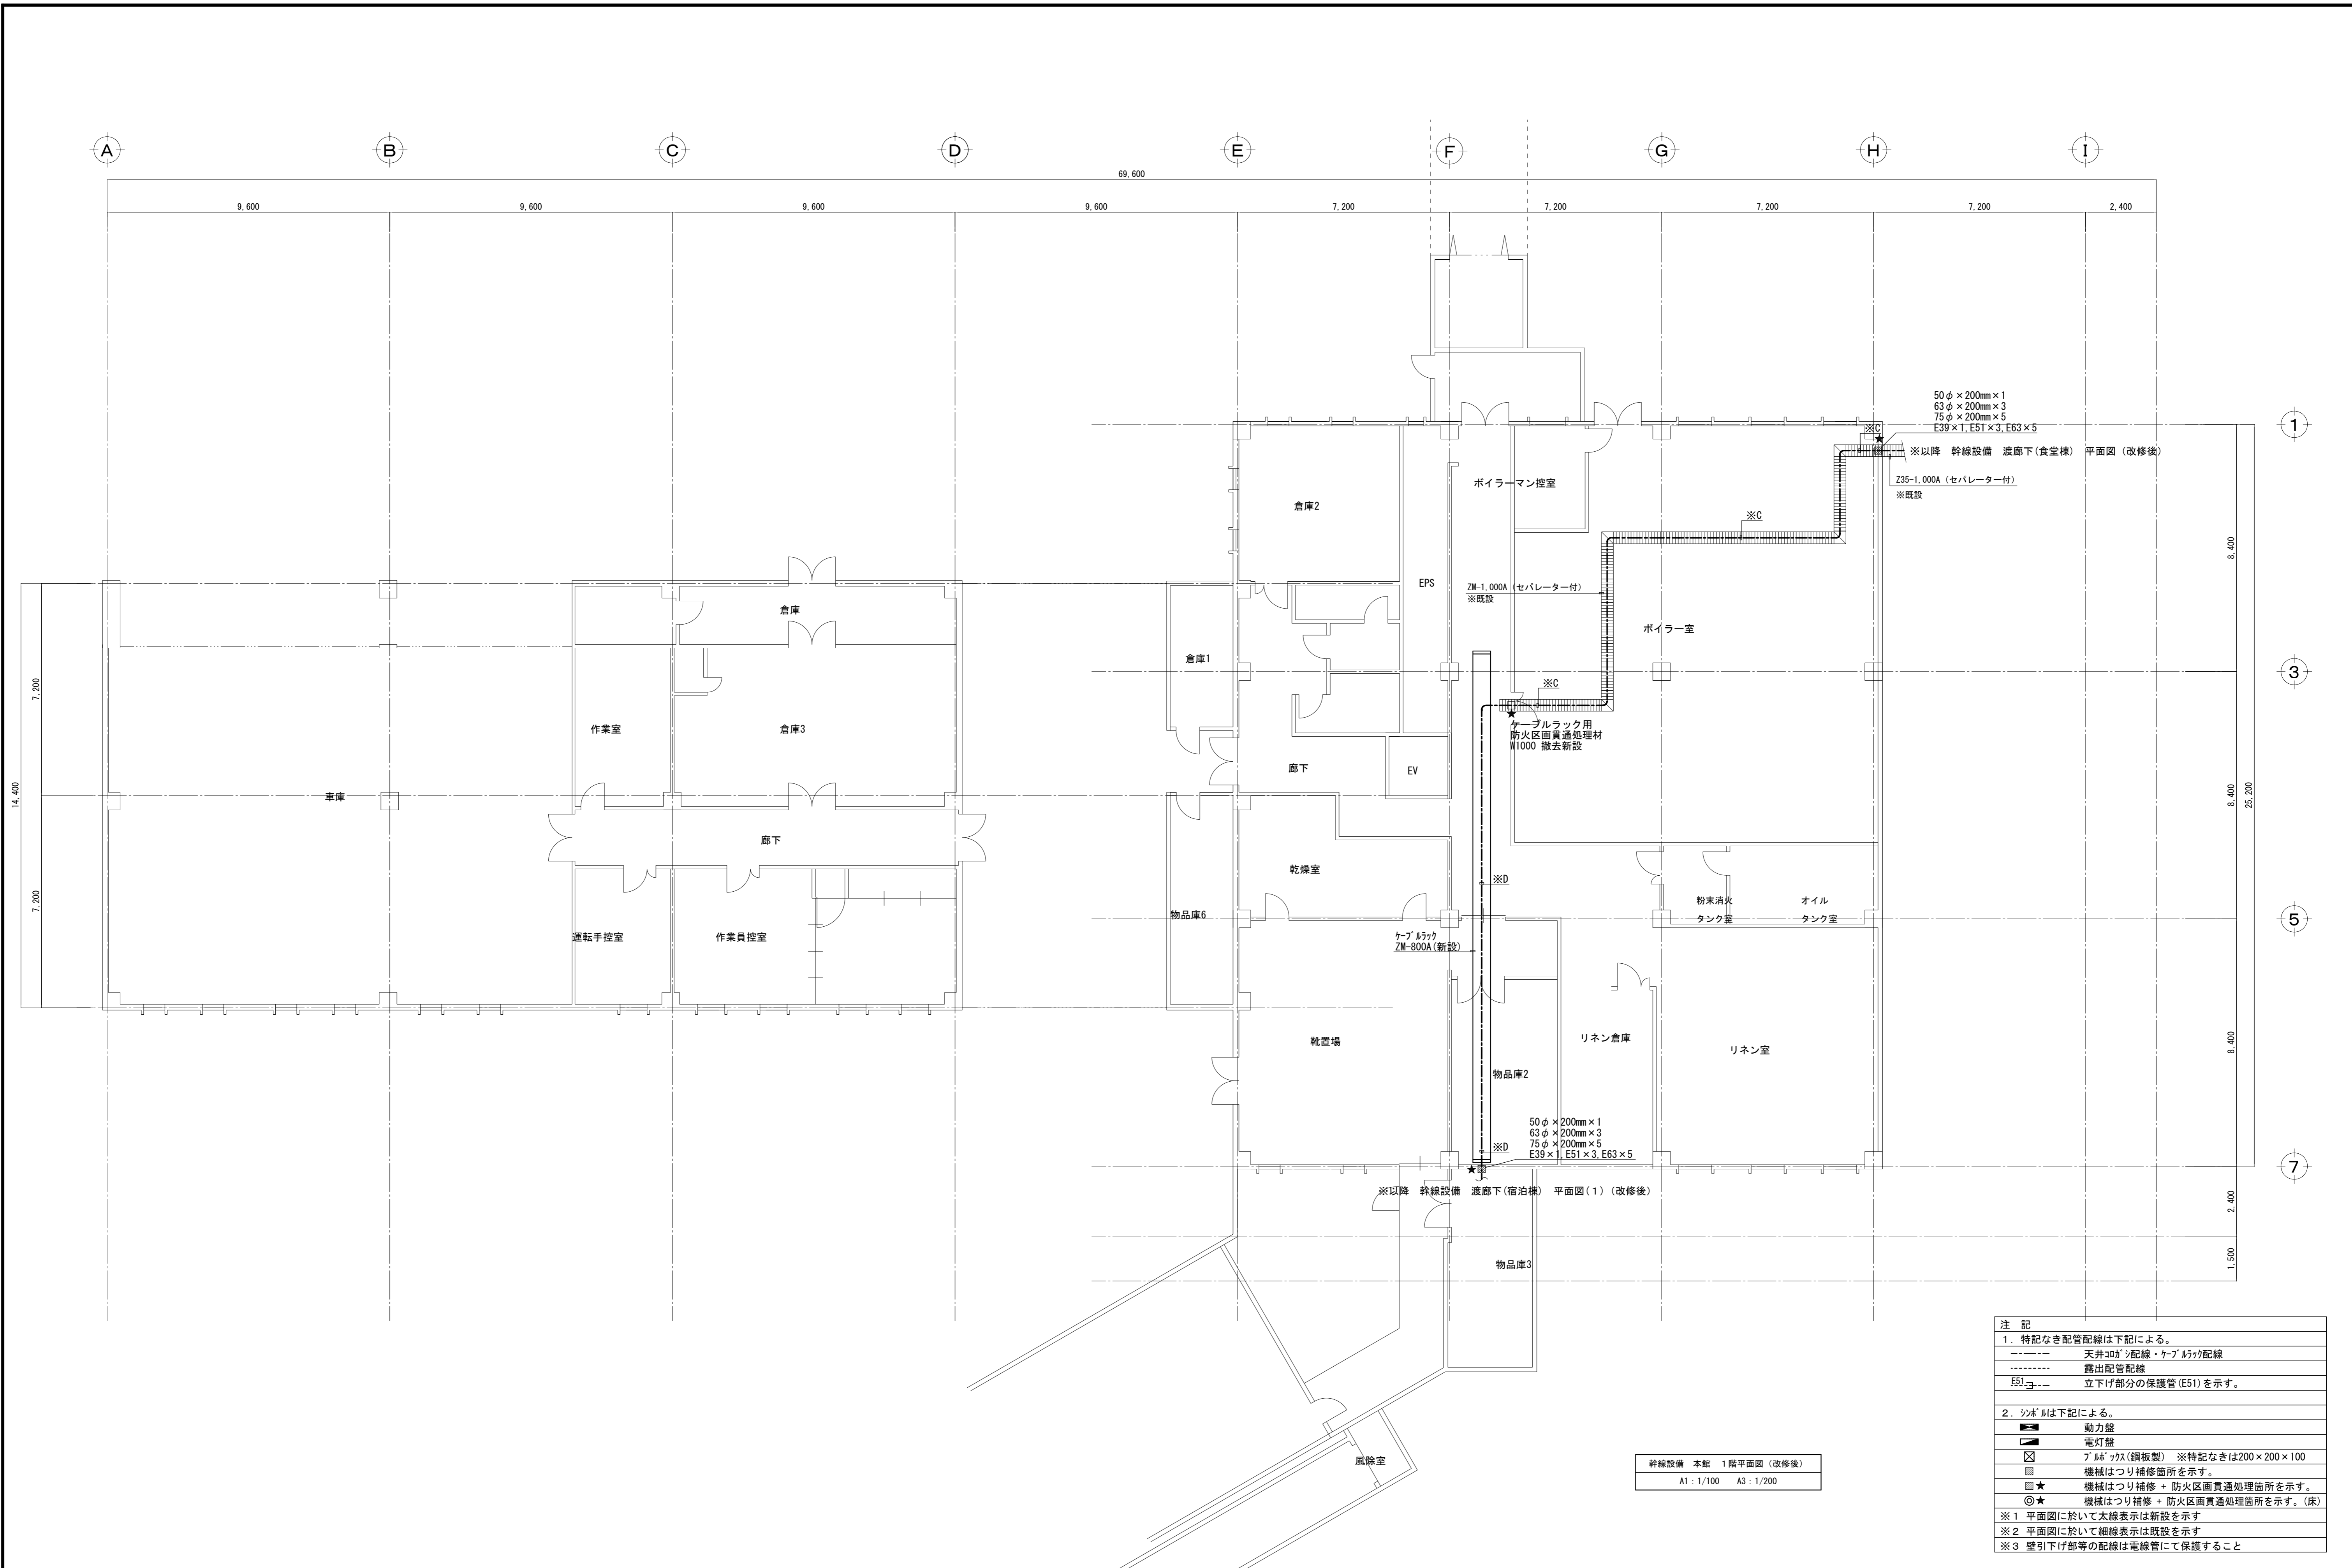 A B C D E F G H I
69,600
9,600 9,600 9,600 9,600 7,200 7,200 7,200 7,200 2,400
50φ×200mm×1
63φ×200mm×3
75φ×200mm×5
E39×1,E51×3,E63×5
※C
※以降 幹線設備 渡廊下(食堂棟) 平面図（改修後）
Z35-1,000A（セパレーター付）
※既設
1
ボイラーマン控室
倉庫2
※C
8,400
EPS
ZM-1,000A（セパレーター付）
※既設
倉庫
ボイラー室
倉庫1
3
7,200
※C
作業室
倉庫3
ケーブルラック用
防火区画貫通処理材
W1000 撤去新設
廊下
EV
車庫
14,400
8,400
25,200
廊下
乾燥室
※D
粉末消火
タンク室
オイル
タンク室
7,200
物品庫6
5
運転手控室
作業員控室
ｹｰﾌﾞﾙﾗｯｸ
ZM-800A(新設)
靴置場
リネン倉庫
リネン室
8,400
物品庫2
50φ×200mm×1
63φ×200mm×3
75φ×200mm×5
E39×1,E51×3,E63×5
※D
7
※以降 幹線設備 渡廊下(宿泊棟) 平面図(１)（改修後）
2,400
物品庫3
1,500
風除室
幹線設備 本館 １階平面図（改修後）
A1：1/100 A3：1/200
注 記
１．特記なき配管配線は下記による。
天井ｺﾛｶﾞｼ配線・ｹｰﾌﾞﾙﾗｯｸ配線
露出配管配線
E51 立下げ部分の保護管(E51)を示す。
２．ｼﾝﾎﾞﾙは下記による。
動力盤
電灯盤
ﾌﾟﾙﾎﾞｯｸｽ(鋼板製) ※特記なきは200×200×100
機械はつり補修箇所を示す。
★ 機械はつり補修 + 防火区画貫通処理箇所を示す。
◎★ 機械はつり補修 + 防火区画貫通処理箇所を示す。(床)
※１ 平面図に於いて太線表示は新設を示す
※２ 平面図に於いて細線表示は既設を示す
※３ 壁引下げ部等の配線は電線管にて保護すること